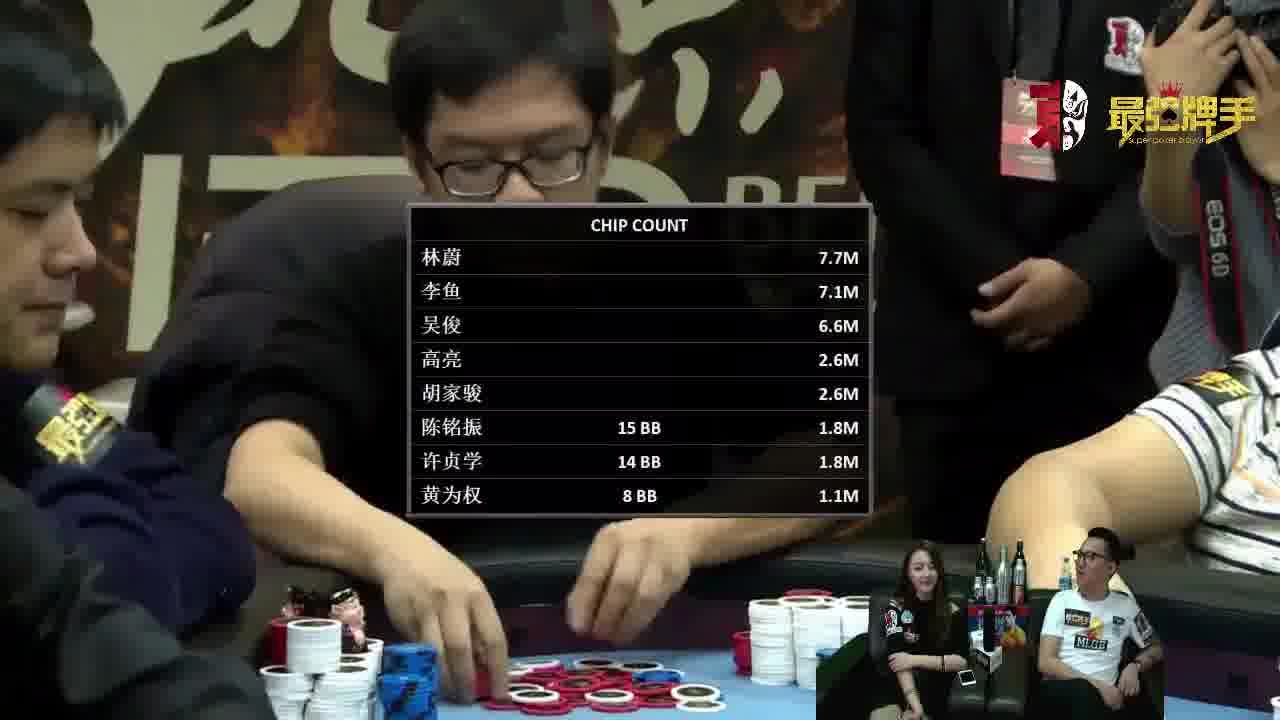 最强牌手
superpokerplayer
EOS 6D
CHIP COUNT
林蔚 7.7M
李鱼 7.1M
吴俊 6.6M
高亮 2.6M
胡家骏 2.6M
陈铭振 15 BB 1.8M
许贞学 14 BB 1.8M
黄为权 8 BB 1.1M
MLGB